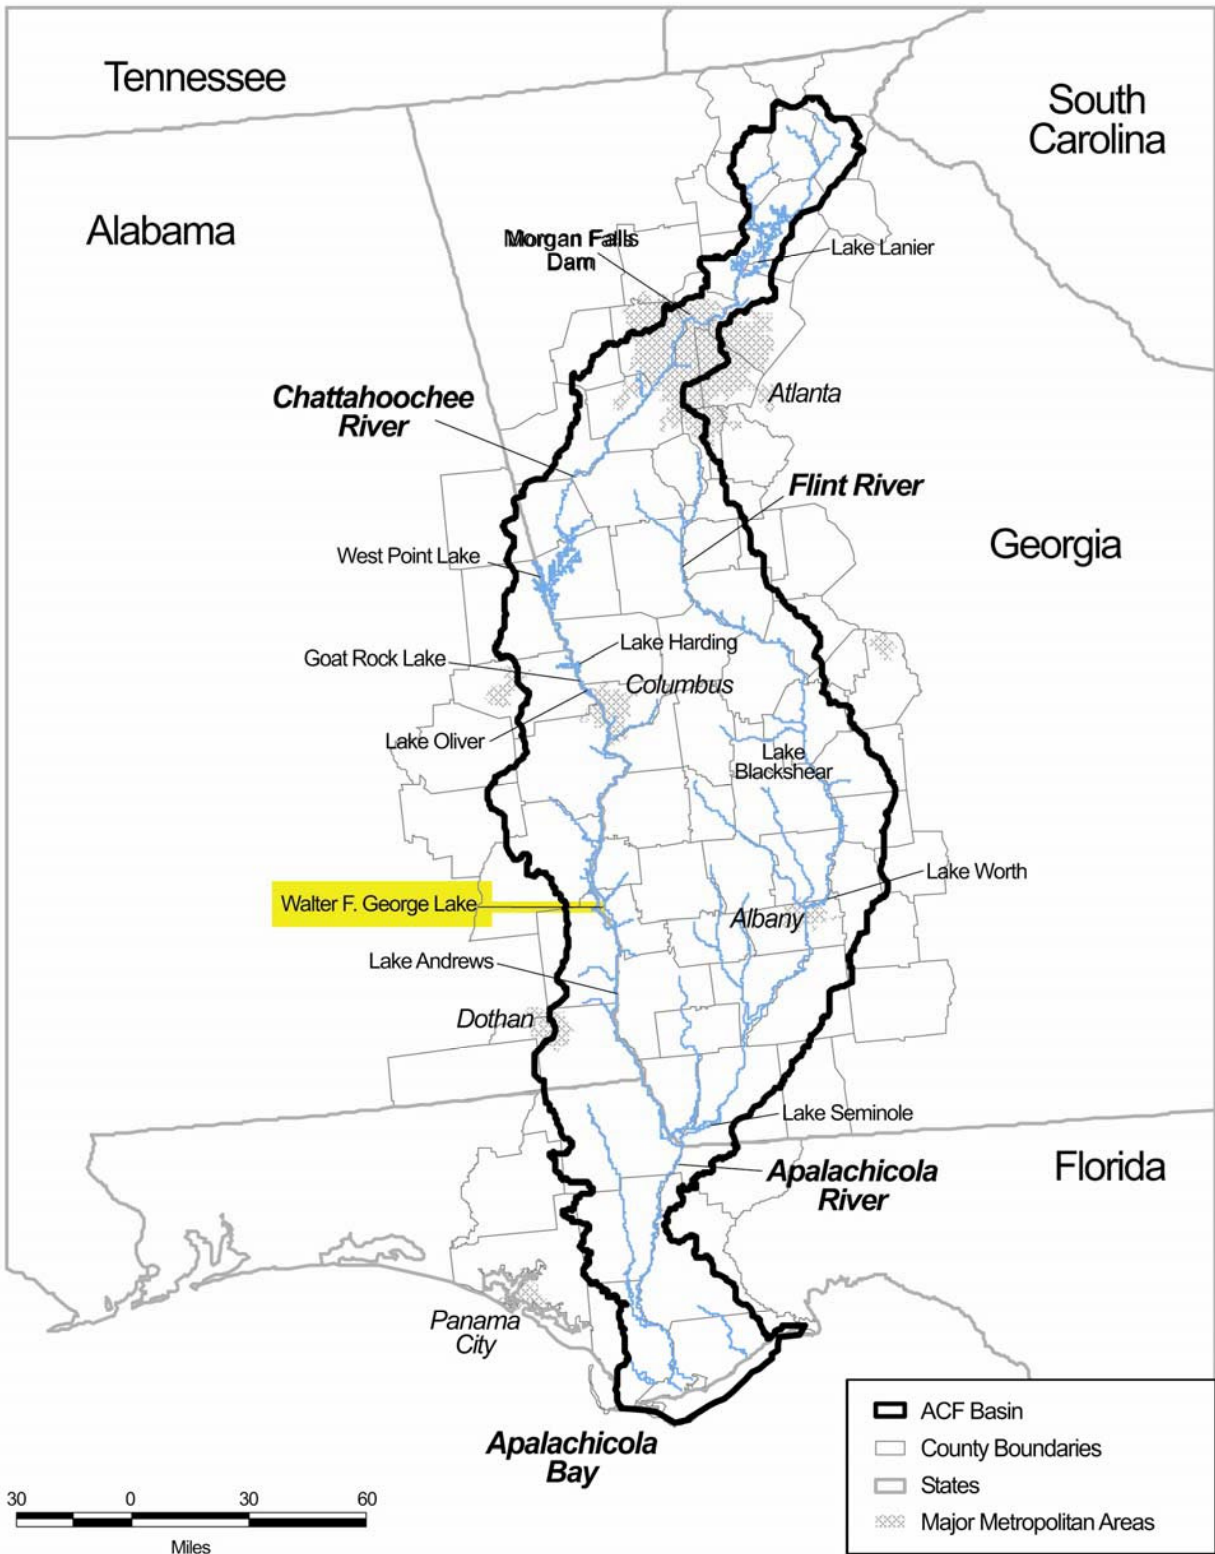 Tennessee
South
Carolina
Alabama
Morgan Falls
Dam
Lake Lanier
Chattahoochee
River
Atlanta
Flint River
Georgia
West Point Lake
Lake Harding
Goat Rock Lake
Columbus
Lake Oliver
Lake
Blackshear
Lake Worth
Walter F. George Lake
Albany
Lake Andrews
Dothan
Lake Seminole
Apalachicola
River
Florida
Panama
City
Apalachicola
Bay
ACF Basin
County Boundaries
States
Major Metropolitan Areas
30 0 30 60
Miles